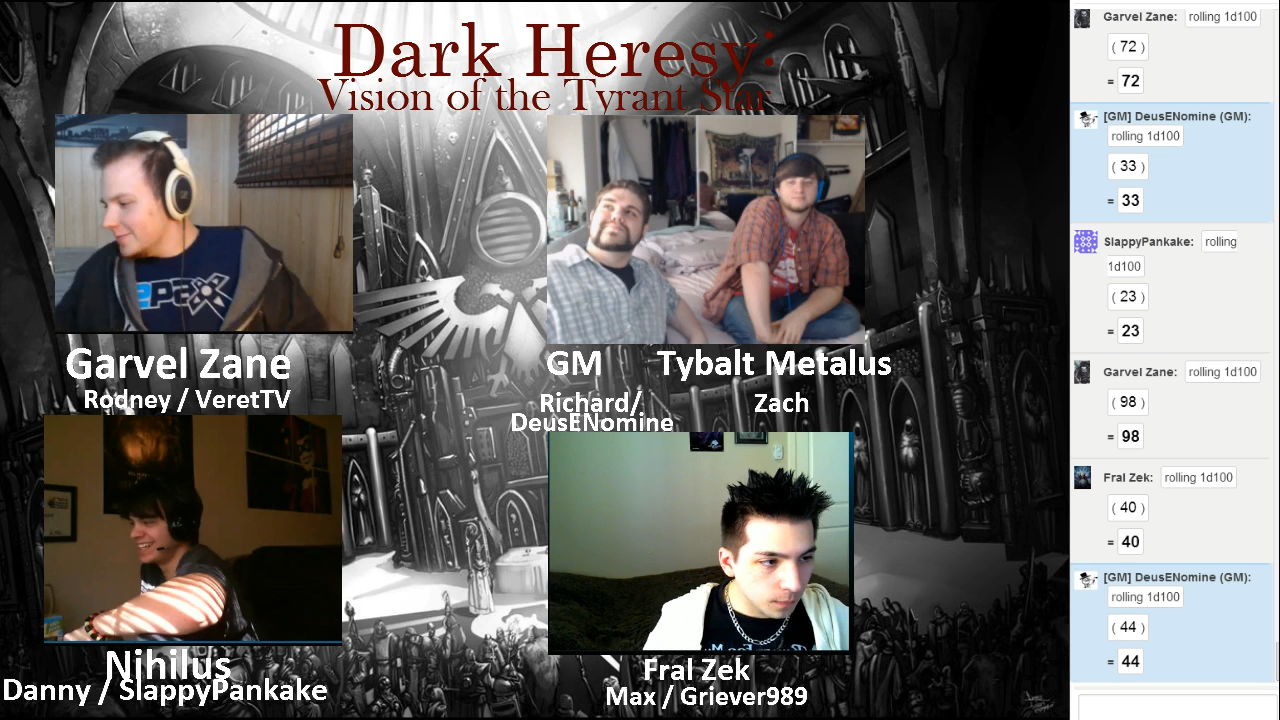 Dark Heresy:
Vision of the Tyrant Star
Garvel Zane
Rodney / VeretTV
GM Tybalt Metalus
Richard/ Zach
DeusENomine
Nihilus
Danny / SlappyPankake
Fral Zek
Max / Griever989
Garvel Zane: rolling 1d100
( 72 )
= 72
[GM] DeusENomine (GM):
rolling 1d100
( 33 )
= 33
SlappyPankake: rolling
1d100
( 23 )
= 23
Garvel Zane: rolling 1d100
( 98 )
= 98
Fral Zek: rolling 1d100
( 40 )
= 40
[GM] DeusENomine (GM):
rolling 1d100
( 44 )
= 44